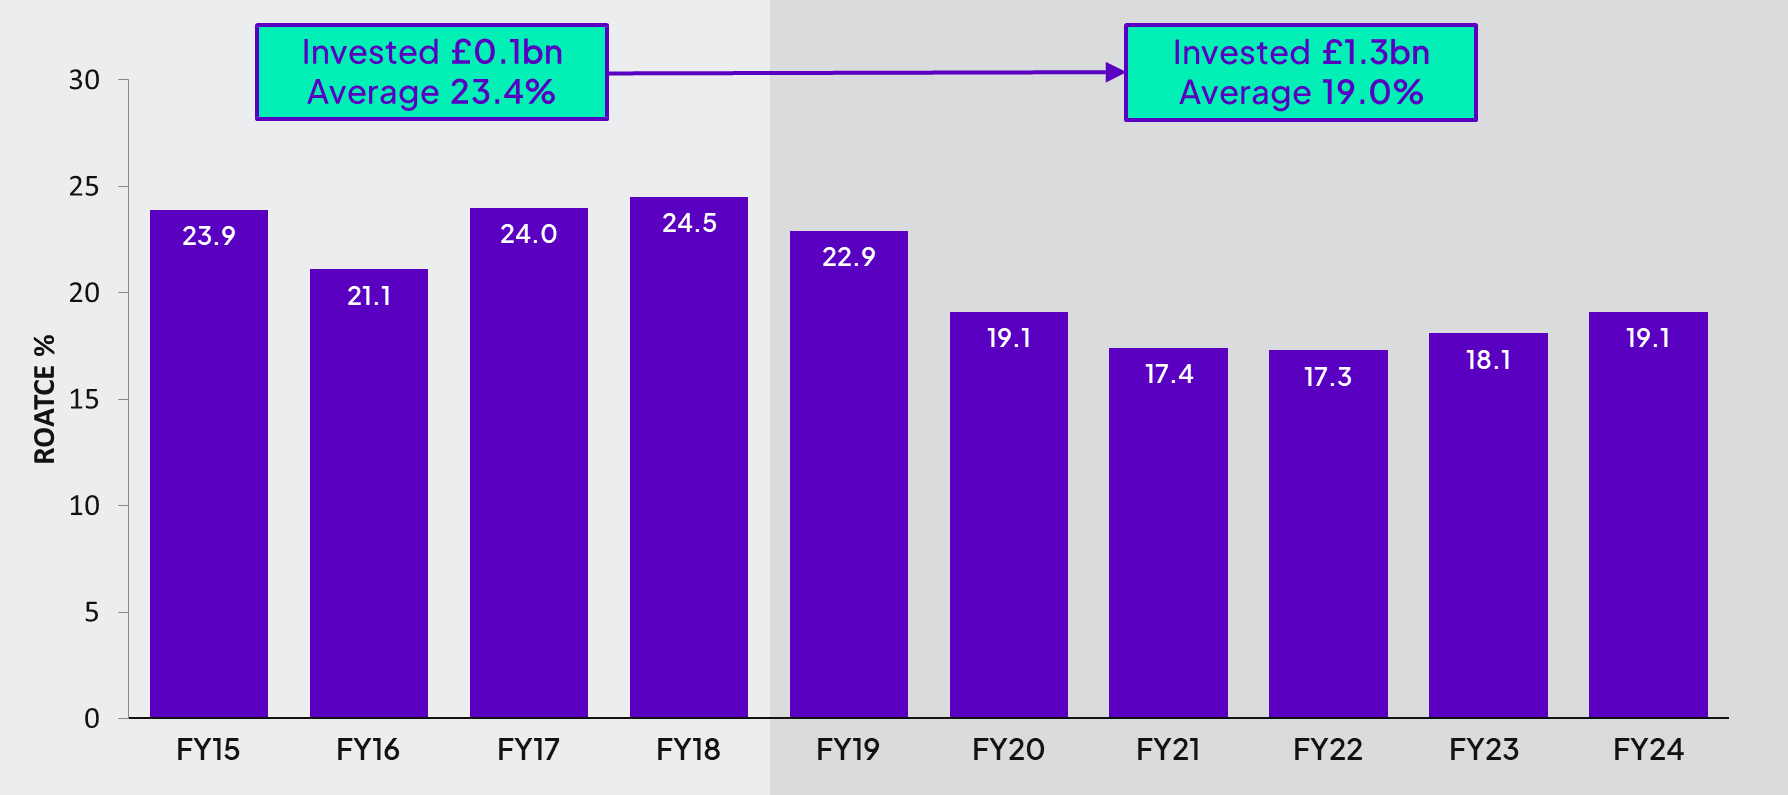 Invested £0.1bn
Average 23.4%
Invested £1.3bn
Average 19.0%
ROATCE %
30
25
20
15
10
5
0
23.9
21.1
24.0
24.5
22.9
19.1
17.4
17.3
18.1
19.1
FY15
FY16
FY17
FY18
FY19
FY20
FY21
FY22
FY23
FY24